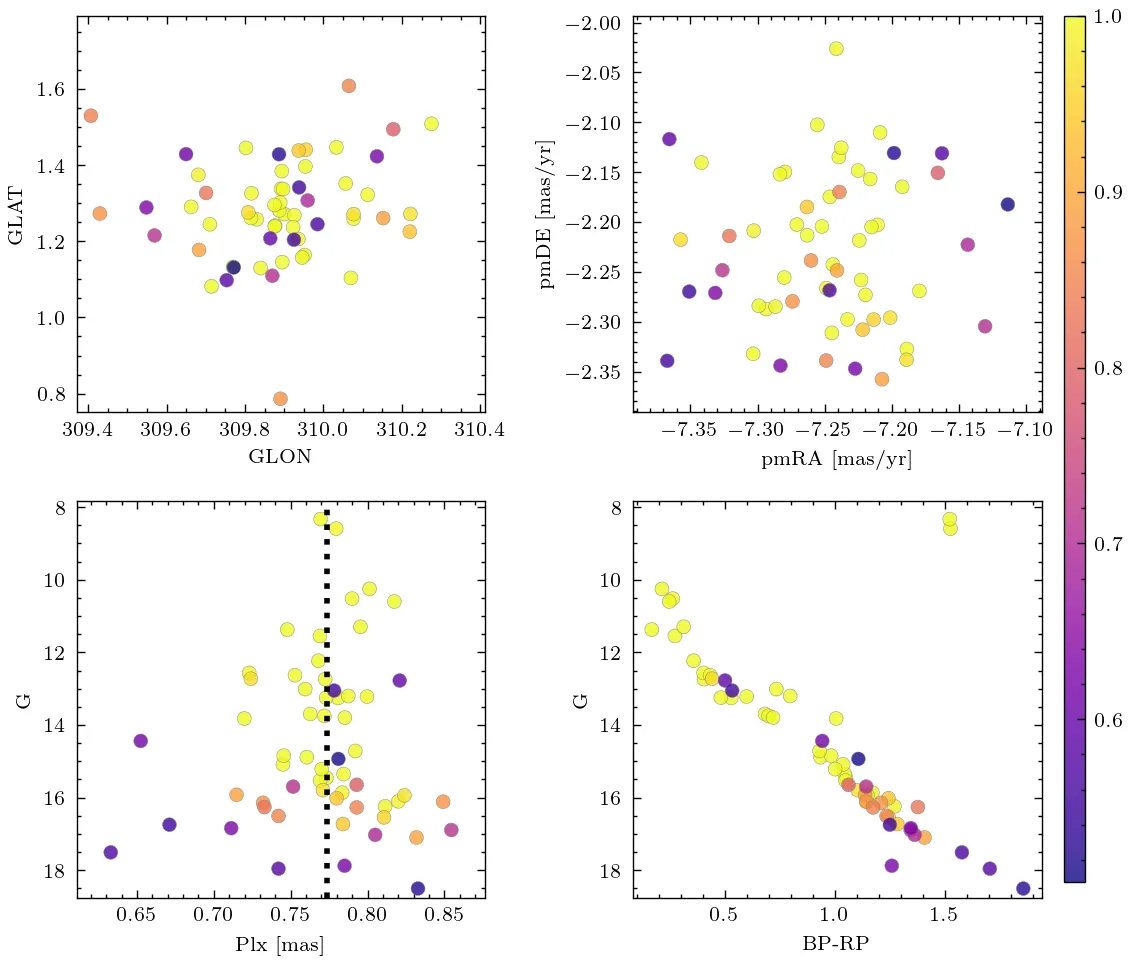 1.6
1.4
1.2
1.0
0.8
GLAT
309.4 309.6 309.8 310.0 310.2 310.4
GLON
−2.00
−2.05
−2.10
−2.15
−2.20
−2.25
−2.30
−2.35
pmDE [mas/yr]
−7.35 −7.30 −7.25 −7.20 −7.15 −7.10
pmRA [mas/yr]
1.0
0.9
0.8
0.7
0.6
8
10
12
14
16
18
G
0.65 0.70 0.75 0.80 0.85
Plx [mas]
8
10
12
14
16
18
G
0.5 1.0 1.5
BP-RP